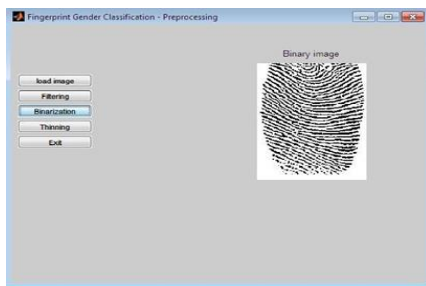 Fingerprint Gender Classification - Preprocessing
Binary image
load image
Filtering
Binarization
Thinning
Exit